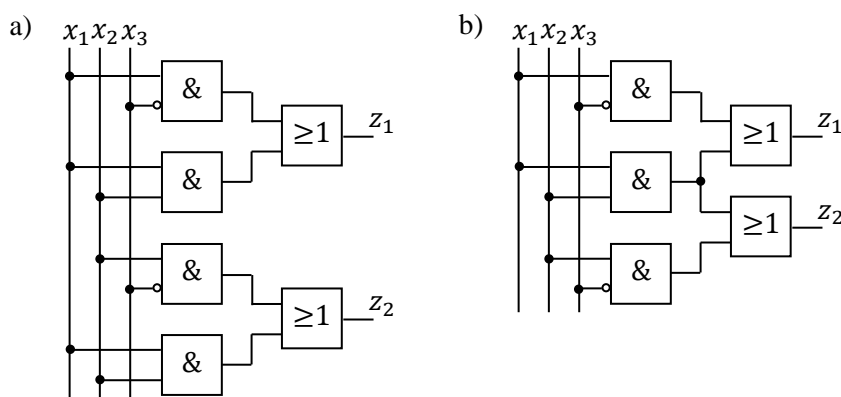 a)
x₁ x₂ x₃
&
≥1 z₁
&
&
≥1 z₂
&
b)
x₁ x₂ x₃
&
≥1 z₁
&
≥1 z₂
&